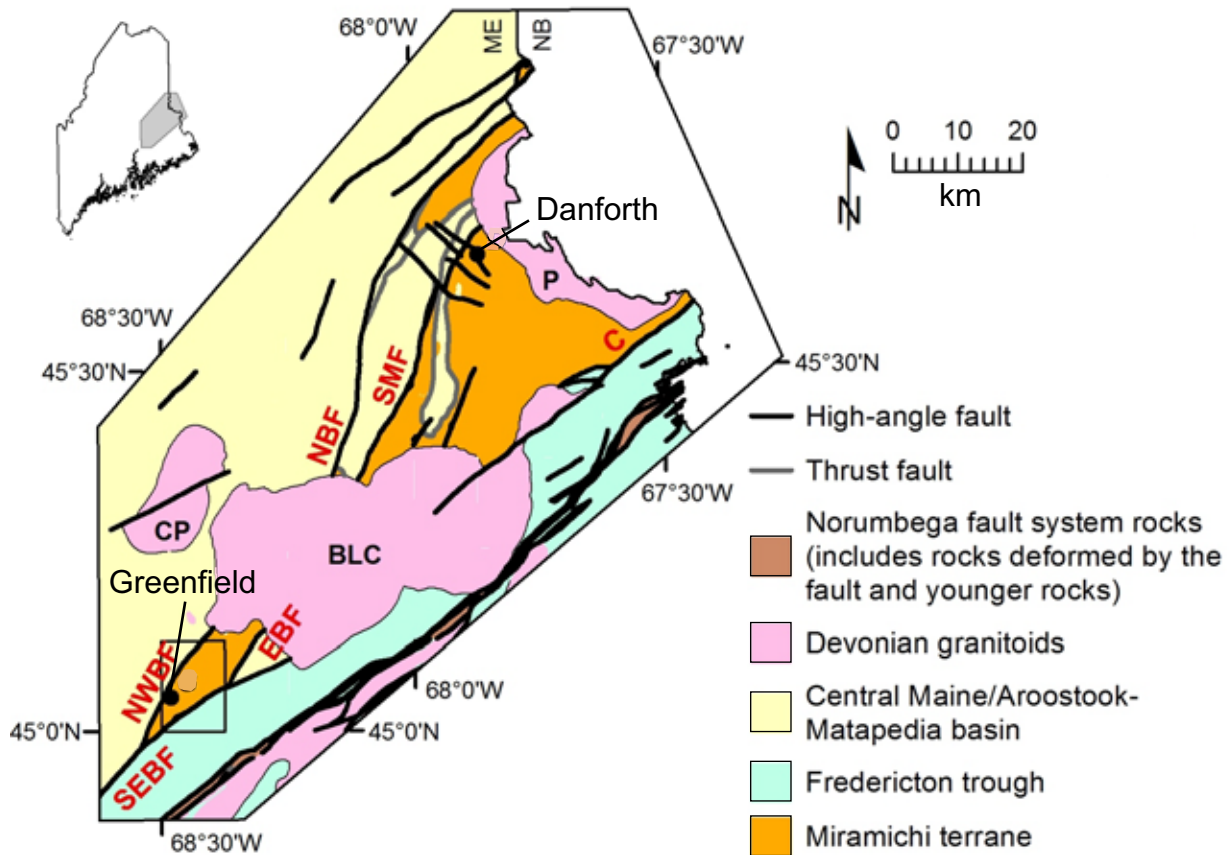 68°0'W
ME
NB
67°30'W
0 10 20
km
N
Danforth
P
68°30'W
45°30'N
C
45°30'N
SMF
NBF
High-angle fault
Thrust fault
67°30'W
Norumbega fault system rocks
(includes rocks deformed by the
fault and younger rocks)
CP
BLC
Greenfield
EBF
Devonian granitoids
NWBF
68°0'W
Central Maine/Aroostook-
Matapedia basin
45°0'N
45°0'N
SEBF
Fredericton trough
68°30'W
Miramichi terrane